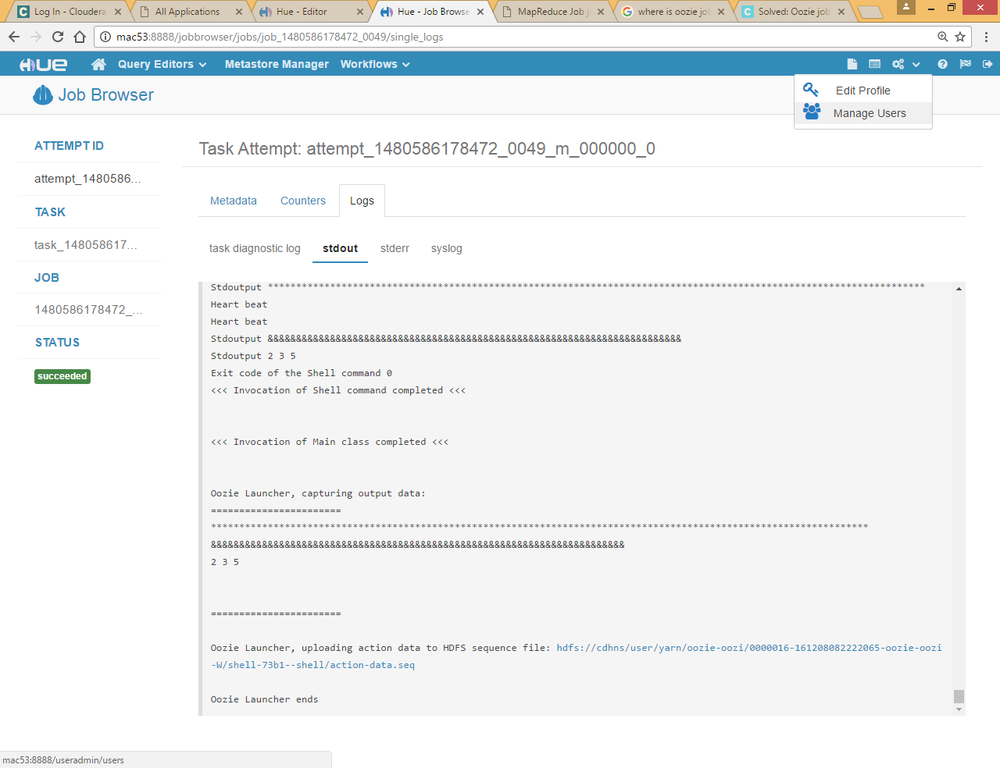 Log In - Cloudera
All Applications
Hue - Editor
Hue - Job Browse
MapReduce Job j
where is oozie jo
Solved: Oozie job
mac53:8888/jobbrowser/jobs/job_1480586178472_0049/single_logs
HUE
Query Editors
Metastore Manager
Workflows
Job Browser
Edit Profile
Manage Users
ATTEMPT ID
attempt_1480586...
TASK
task_148058617...
JOB
1480586178472_...
STATUS
succeeded
Task Attempt: attempt_1480586178472_0049_m_000000_0
Metadata
Counters
Logs
task diagnostic log
stdout
stderr
syslog
Stdoutput ********************************************************************************************************************
Heart beat
Heart beat
Stdoutput &&&&&&&&&&&&&&&&&&&&&&&&&&&&&&&&&&&&&&&&&&&&&&&&&&&&&&&&&&&&&&&&&&&&&&&&&
Stdoutput 2 3 5
Exit code of the Shell command 0
<<< Invocation of Shell command completed <<<
<<< Invocation of Main class completed <<<
Oozie Launcher, capturing output data:
=======================
********************************************************************************************************************
&&&&&&&&&&&&&&&&&&&&&&&&&&&&&&&&&&&&&&&&&&&&&&&&&&&&&&&&&&&&&&&&&&&&&&&&&
2 3 5
=======================
Oozie Launcher, uploading action data to HDFS sequence file: hdfs://cdhns/user/yarn/oozie-oozi/0000016-161208082222065-oozie-oozi
-W/shell-73b1--shell/action-data.seq
Oozie Launcher ends
mac53:8888/useradmin/users